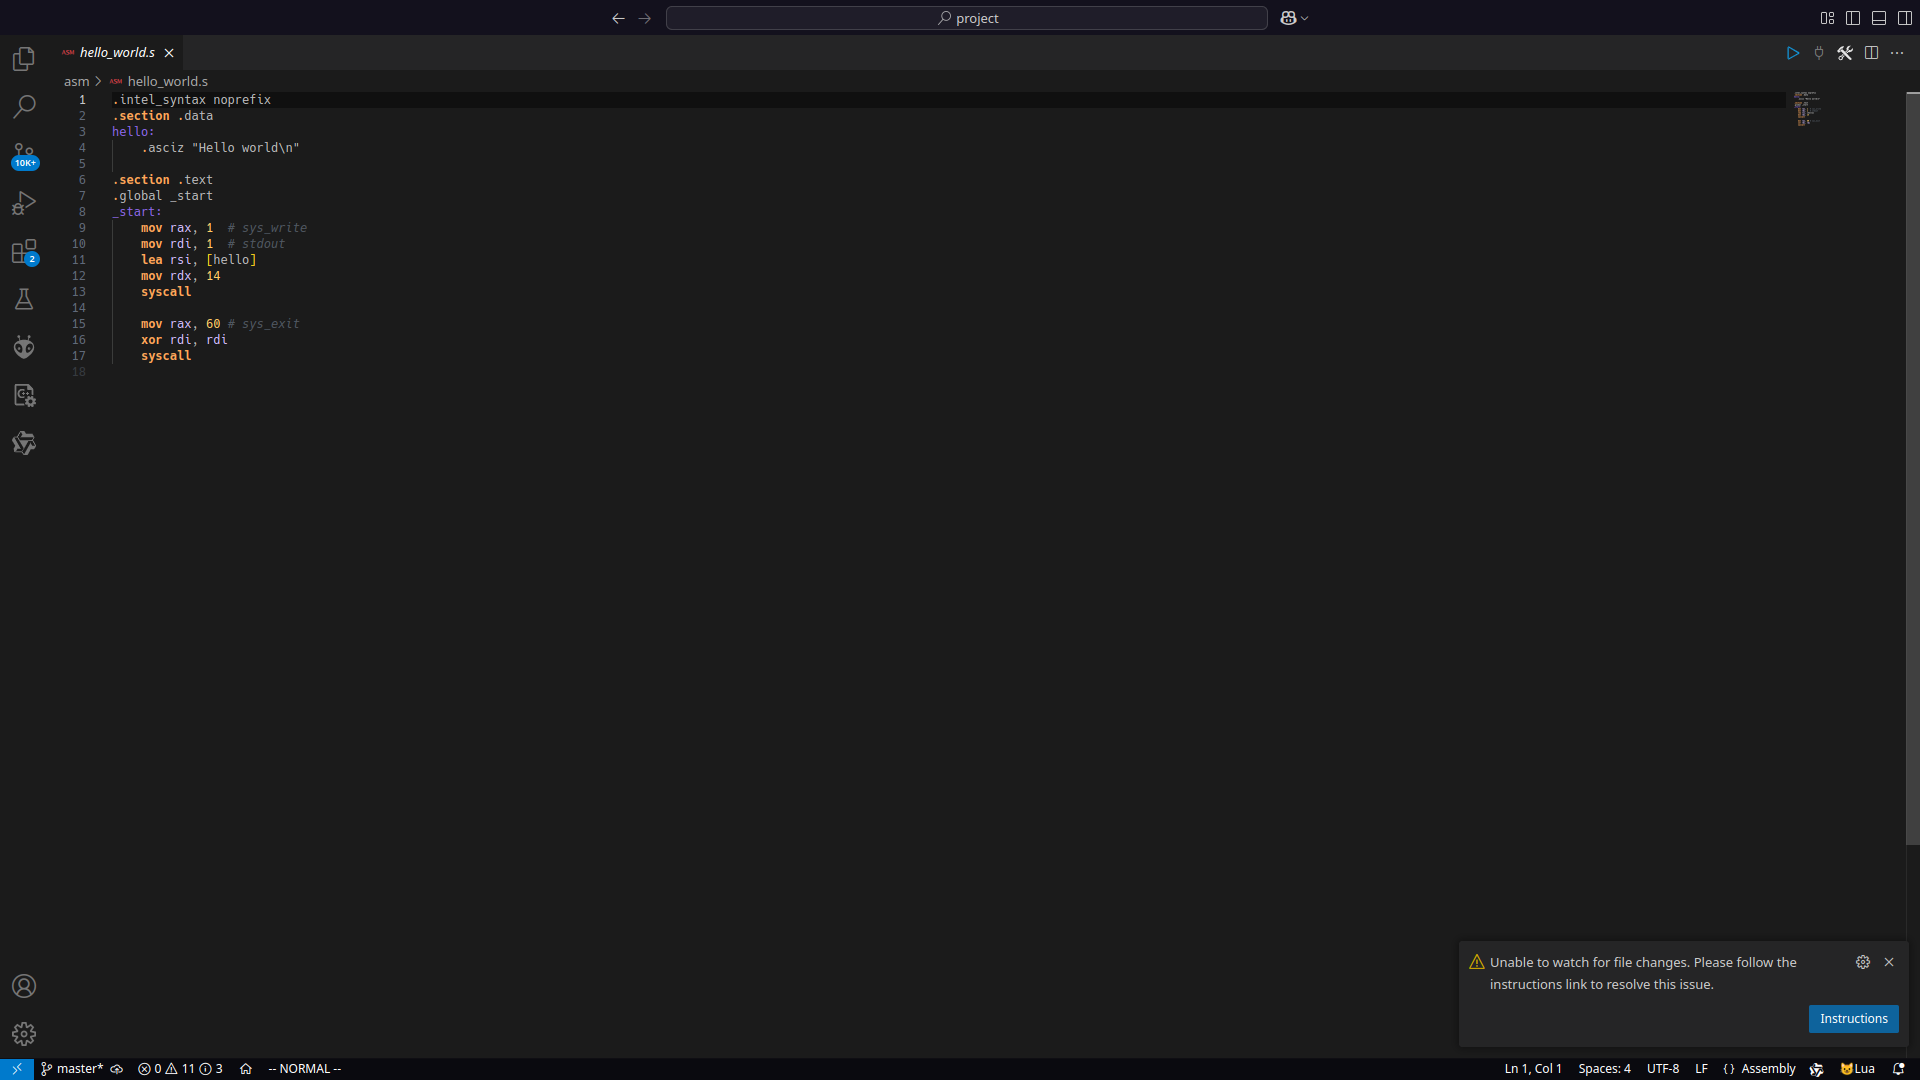 project
ASM hello_world.s
asm > ASM hello_world.s
1 .intel_syntax noprefix
2 .section .data
3 hello:
4     .asciz "Hello world\n"
5
6 .section .text
7 .global _start
8 _start:
9     mov rax, 1  # sys_write
10     mov rdi, 1  # stdout
11     lea rsi, [hello]
12     mov rdx, 14
13     syscall
14
15     mov rax, 60 # sys_exit
16     xor rdi, rdi
17     syscall
18
10K+
2
Unable to watch for file changes. Please follow the
instructions link to resolve this issue.
Instructions
master* 0 11 3 -- NORMAL -- Ln 1, Col 1 Spaces: 4 UTF-8 LF {} Assembly 🐱Lua